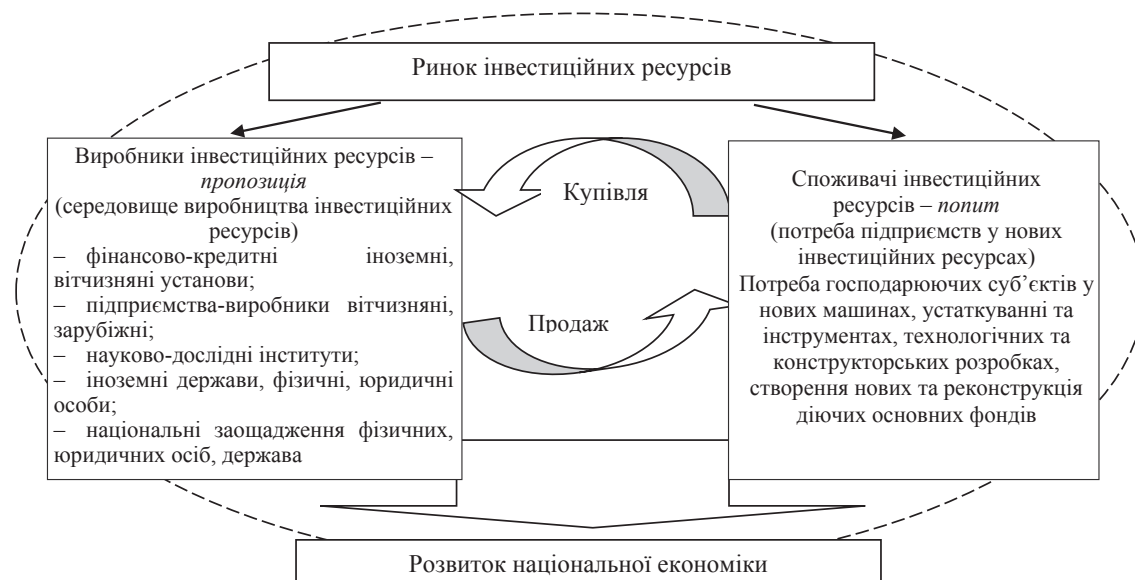 Ринок інвестиційних ресурсів
Виробники інвестиційних ресурсів –
пропозиція
(середовище виробництва інвестиційних
ресурсів)
– фінансово-кредитні іноземні,
вітчизняні установи;
– підприємства-виробники вітчизняні,
зарубіжні;
– науково-дослідні інститути;
– іноземні держави, фізичні, юридичні
особи;
– національні заощадження фізичних,
юридичних осіб, держава
Купівля
Продаж
Споживачі інвестиційних
ресурсів – попит
(потреба підприємств у нових
інвестиційних ресурсах)
Потреба господарюючих суб’єктів у
нових машинах, устаткуванні та
інструментах, технологічних та
конструкторських розробках,
створення нових та реконструкція
діючих основних фондів
Розвиток національної економіки